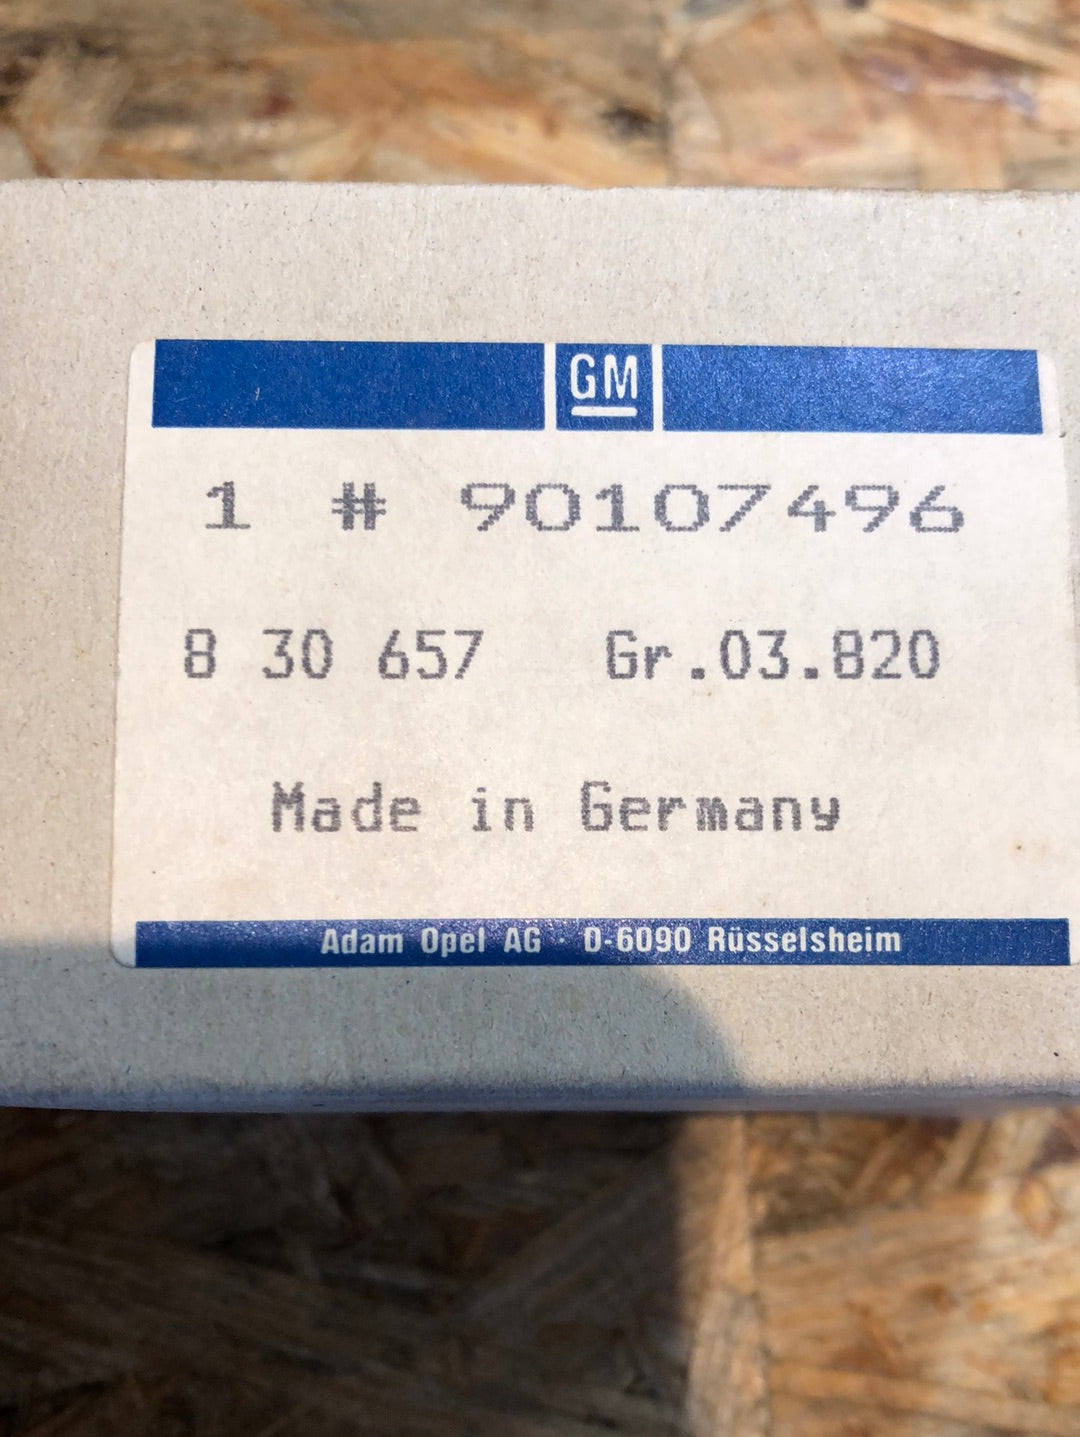 GM
1 # 90107496
8 30 657 Gr.03.820
Made in Germany
Adam Opel AG · D-6090 Rüsselsheim